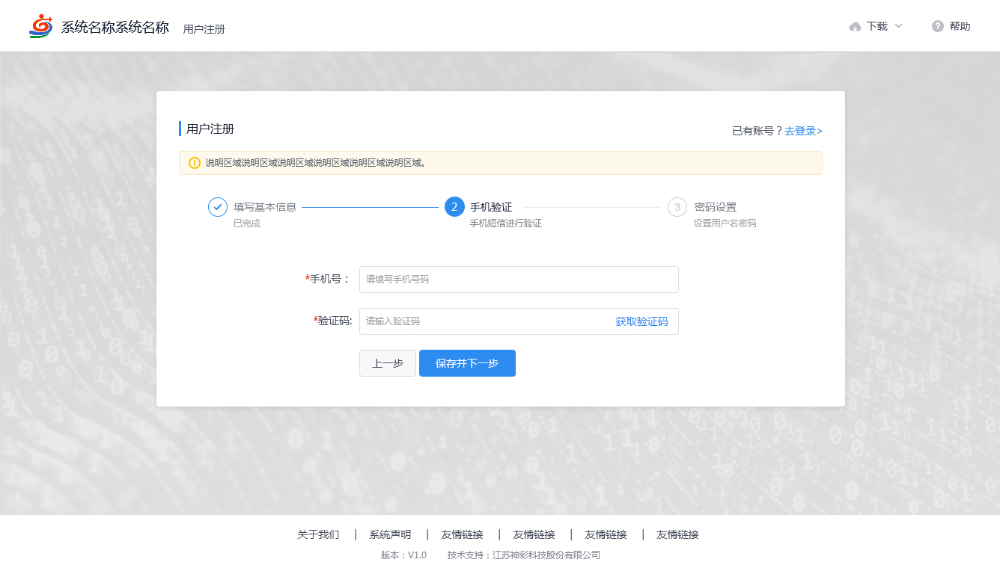 系统名称系统名称 用户注册 下载 帮助
用户注册 已有账号？去登录>
说明区域说明区域说明区域说明区域说明区域说明区域。
填写基本信息 2 手机验证 3 密码设置
已完成 手机短信进行验证 设置用户名密码
*手机号： 请填写手机号码
*验证码: 请输入验证码 获取验证码
上一步 保存并下一步
关于我们 | 系统声明 | 友情链接 | 友情链接 | 友情链接 | 友情链接
版本：V1.0 技术支持：江苏神彩科技股份有限公司